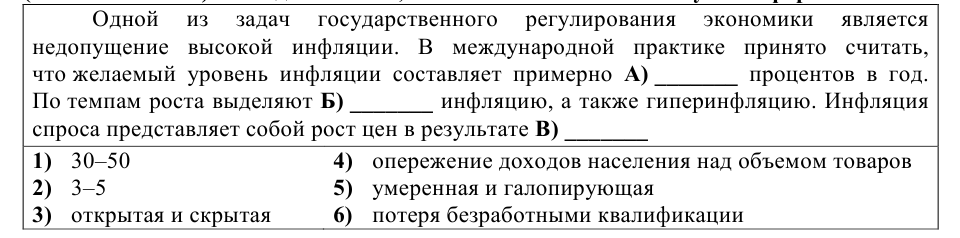 Одной из задач государственного регулирования экономики является
недопущение высокой инфляции. В международной практике принято считать,
что желаемый уровень инфляции составляет примерно А) _______ процентов в год.
По темпам роста выделяют Б) _______ инфляцию, а также гиперинфляцию. Инфляция
спроса представляет собой рост цен в результате В) _______
1) 30–50
2) 3–5
3) открытая и скрытая
4) опережение доходов населения над объемом товаров
5) умеренная и галопирующая
6) потеря безработными квалификации